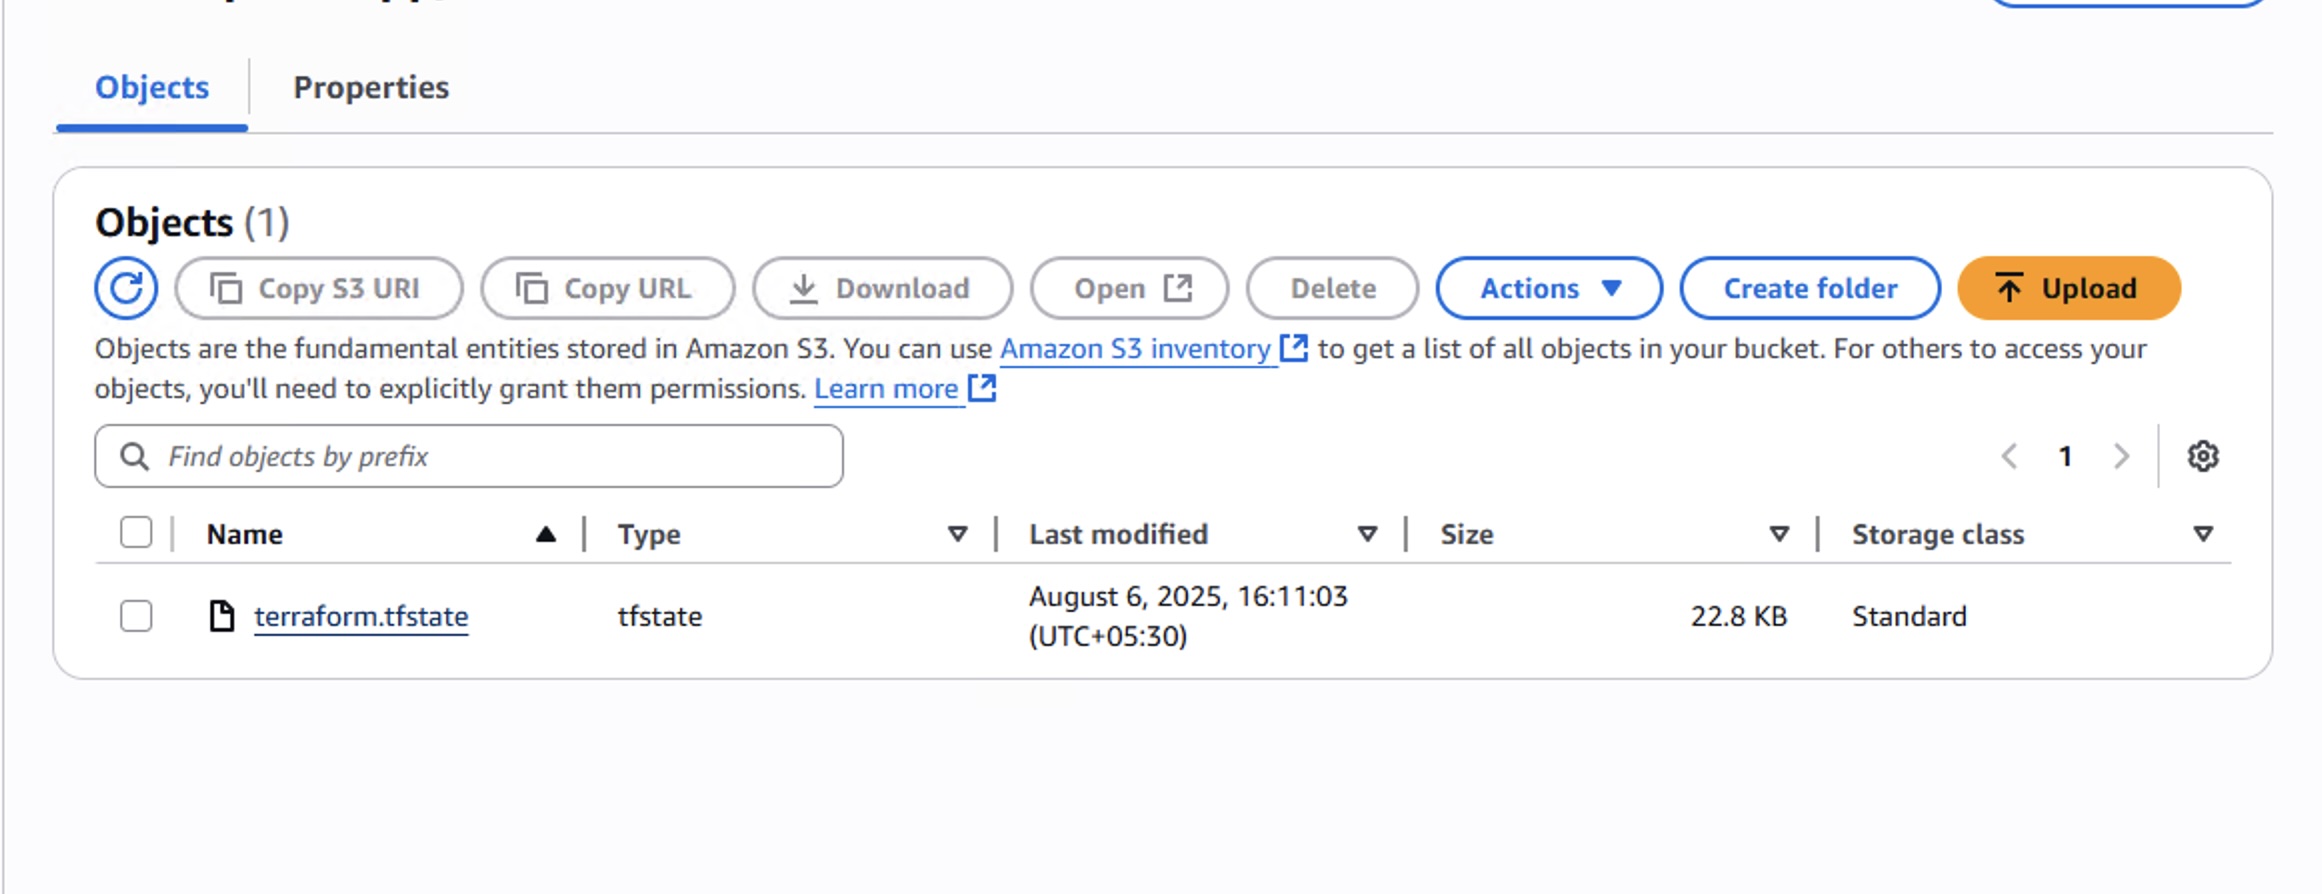 Objects
Properties
Objects (1)
Copy S3 URI
Copy URL
Download
Open
Delete
Actions
Create folder
Upload
Objects are the fundamental entities stored in Amazon S3. You can use Amazon S3 inventory to get a list of all objects in your bucket. For others to access your
objects, you'll need to explicitly grant them permissions. Learn more
Find objects by prefix
1
Name
Type
Last modified
Size
Storage class
terraform.tfstate
tfstate
August 6, 2025, 16:11:03
(UTC+05:30)
22.8 KB
Standard